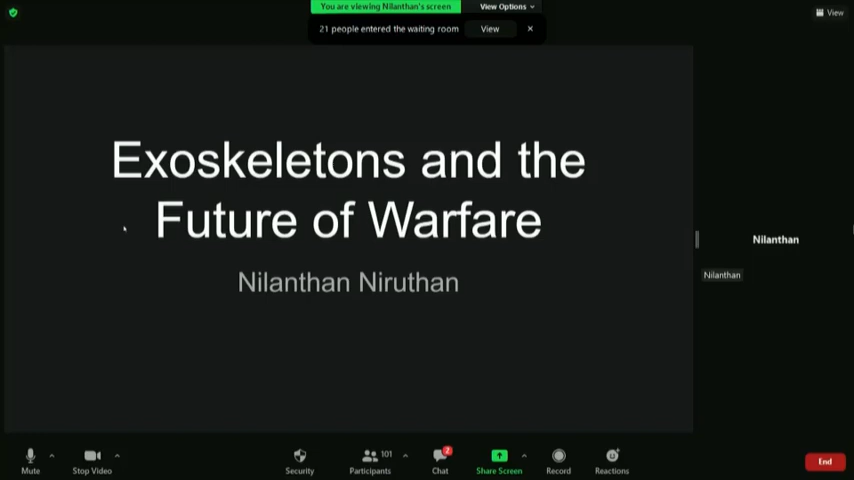 You are viewing Nilanthan's screen
View Options
View
21 people entered the waiting room
View
Exoskeletons and the
Future of Warfare
Nilanthan Niruthan
Nilanthan
Nilanthan
Mute
Stop Video
Security
101
Participants
2
Chat
Share Screen
Record
Reactions
End